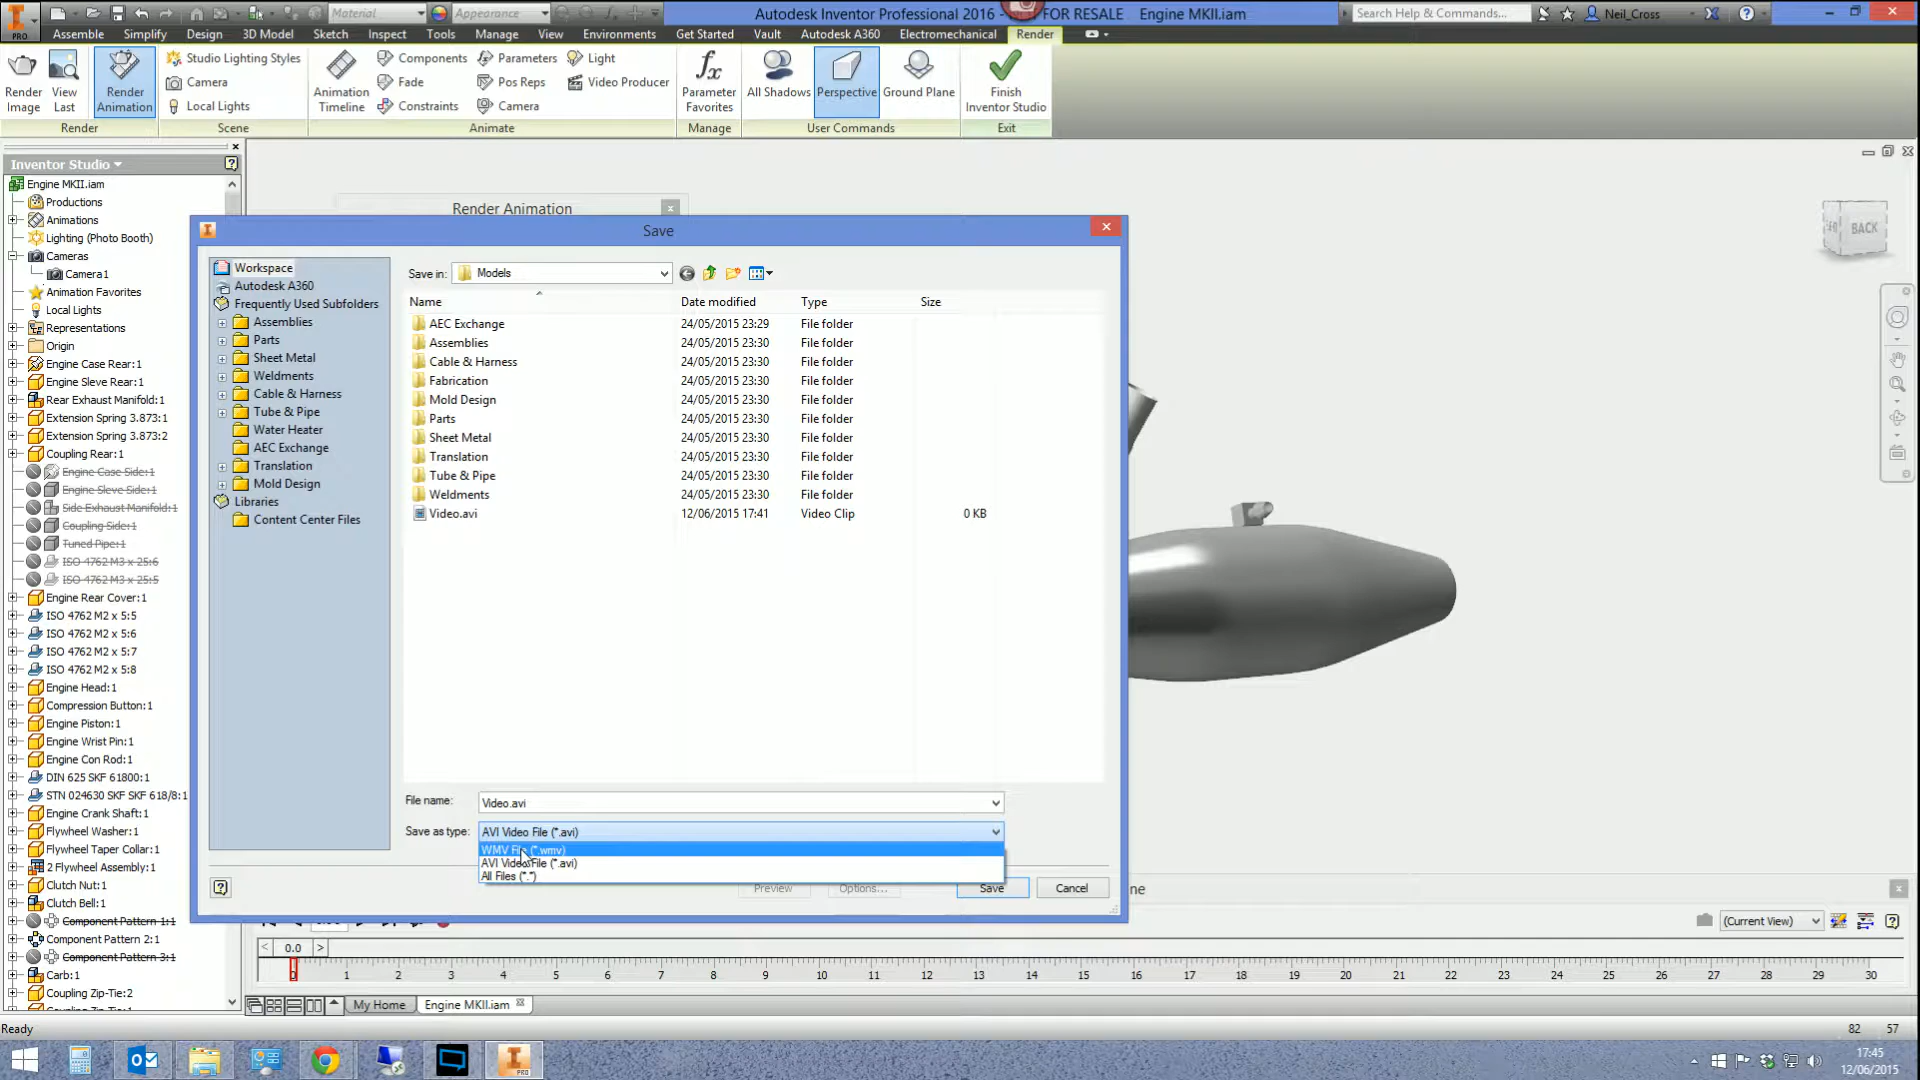 Material
Appearance
Autodesk Inventor Professional 2016 - FOR RESALE Engine MKII.iam
Search Help & Commands...
Neil_Cross
PRO
Assemble Simplify Design 3D Model Sketch Inspect Tools Manage View Environments Get Started Vault Autodesk A360 Electromechanical Render
Render Image
View Last
Render Animation
Studio Lighting Styles
Camera
Local Lights
Animation Timeline
Components
Fade
Constraints
Parameters
Pos Reps
Camera
Light
Video Producer
Parameter Favorites
All Shadows
Perspective
Ground Plane
Finish Inventor Studio
Render Scene Animate Manage User Commands Exit
Inventor Studio
Engine MKII.iam
Productions
Animations
Lighting (Photo Booth)
Cameras
Camera1
Animation Favorites
Local Lights
Representations
Origin
Engine Case Rear:1
Engine Sleve Rear:1
Rear Exhaust Manifold:1
Extension Spring 3.873:1
Extension Spring 3.873:2
Coupling Rear:1
Engine Case Side:1
Engine Sleve Side:1
Side Exhaust Manifold:1
Coupling Side:1
Tuned Pipe:1
ISO 4762 M3 x 25:6
ISO 4762 M3 x 25:5
Engine Rear Cover:1
ISO 4762 M2 x 5:5
ISO 4762 M2 x 5:6
ISO 4762 M2 x 5:7
ISO 4762 M2 x 5:8
Engine Head:1
Compression Button:1
Engine Piston:1
Engine Wrist Pin:1
Engine Con Rod:1
DIN 625 SKF 61800:1
STN 024630 SKF SKF 618/8:1
Engine Crank Shaft:1
Flywheel Washer:1
Flywheel Taper Collar:1
2 Flywheel Assembly:1
Clutch Nut:1
Clutch Bell:1
Component Pattern 1:1
Component Pattern 2:1
Component Pattern 3:1
Carb:1
Coupling Zip-Tie:2
Render Animation
Save
Workspace
Autodesk A360
Frequently Used Subfolders
Assemblies
Parts
Sheet Metal
Weldments
Cable & Harness
Tube & Pipe
Water Heater
AEC Exchange
Translation
Mold Design
Libraries
Content Center Files
Save in: Models
Name Date modified Type Size
AEC Exchange 24/05/2015 23:29 File folder
Assemblies 24/05/2015 23:30 File folder
Cable & Harness 24/05/2015 23:30 File folder
Fabrication 24/05/2015 23:30 File folder
Mold Design 24/05/2015 23:30 File folder
Parts 24/05/2015 23:30 File folder
Sheet Metal 24/05/2015 23:30 File folder
Translation 24/05/2015 23:30 File folder
Tube & Pipe 24/05/2015 23:30 File folder
Weldments 24/05/2015 23:30 File folder
Video.avi 12/06/2015 17:41 Video Clip 0 KB
File name: Video.avi
Save as type: AVI Video File (*.avi)
WMV File (*.wmv)
AVI Video File (*.avi)
All Files (*.*)
Preview Options... Save Cancel
BACK
(Current View)
0.0
0 1 2 3 4 5 6 7 8 9 10 11 12 13 14 15 16 17 18 19 20 21 22 23 24 25 26 27 28 29 30
My Home Engine MKII.iam
Ready
82 57
17:45
12/06/2015